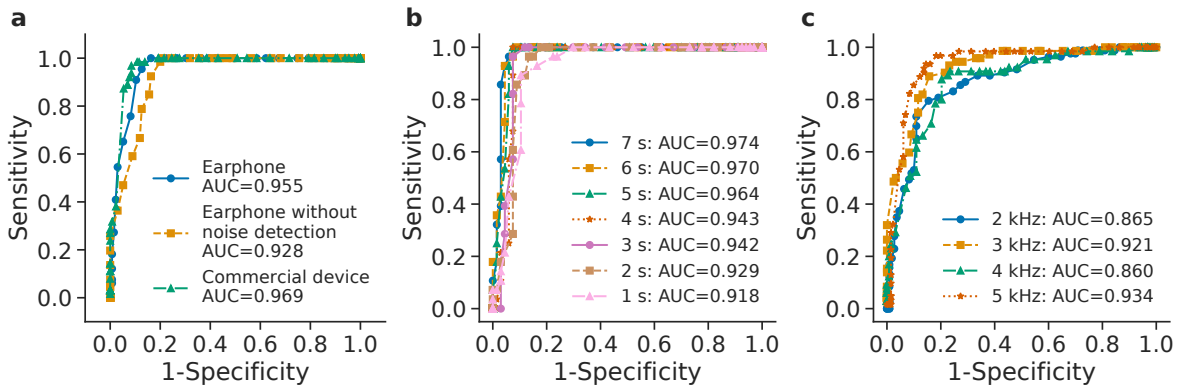 a
Sensitivity
1.0
0.8
0.6
0.4
0.2
0.0
Earphone
AUC=0.955
Earphone without
noise detection
AUC=0.928
Commercial device
AUC=0.969
0.0 0.2 0.4 0.6 0.8 1.0
1-Specificity
b
Sensitivity
1.0
0.8
0.6
0.4
0.2
0.0
7 s: AUC=0.974
6 s: AUC=0.970
5 s: AUC=0.964
4 s: AUC=0.943
3 s: AUC=0.942
2 s: AUC=0.929
1 s: AUC=0.918
0.0 0.2 0.4 0.6 0.8 1.0
1-Specificity
c
Sensitivity
1.0
0.8
0.6
0.4
0.2
0.0
2 kHz: AUC=0.865
3 kHz: AUC=0.921
4 kHz: AUC=0.860
5 kHz: AUC=0.934
0.0 0.2 0.4 0.6 0.8 1.0
1-Specificity